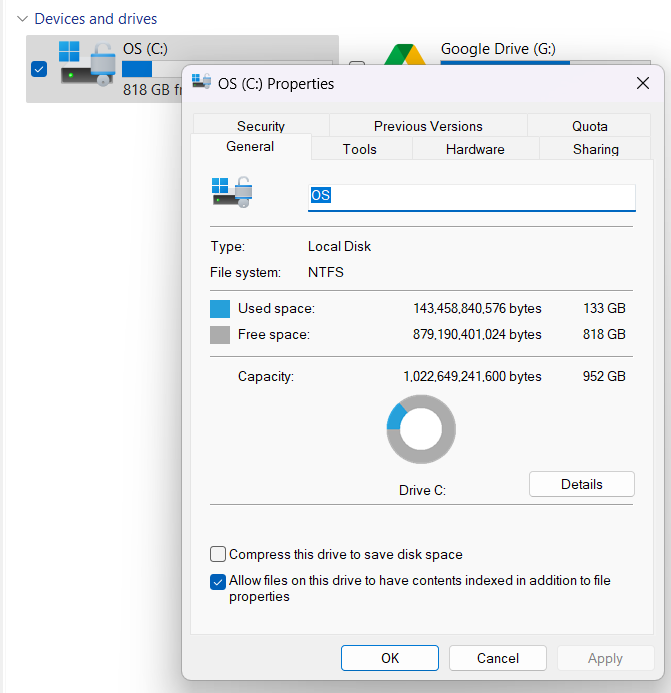 Devices and drives
OS (C:)
Google Drive (G:)
818 GB fr
OS (C:) Properties
Security Previous Versions Quota
General Tools Hardware Sharing
OS
Type: Local Disk
File system: NTFS
Used space: 143,458,840,576 bytes 133 GB
Free space: 879,190,401,024 bytes 818 GB
Capacity: 1,022,649,241,600 bytes 952 GB
Drive C:
Details
Compress this drive to save disk space
Allow files on this drive to have contents indexed in addition to file
properties
OK Cancel Apply